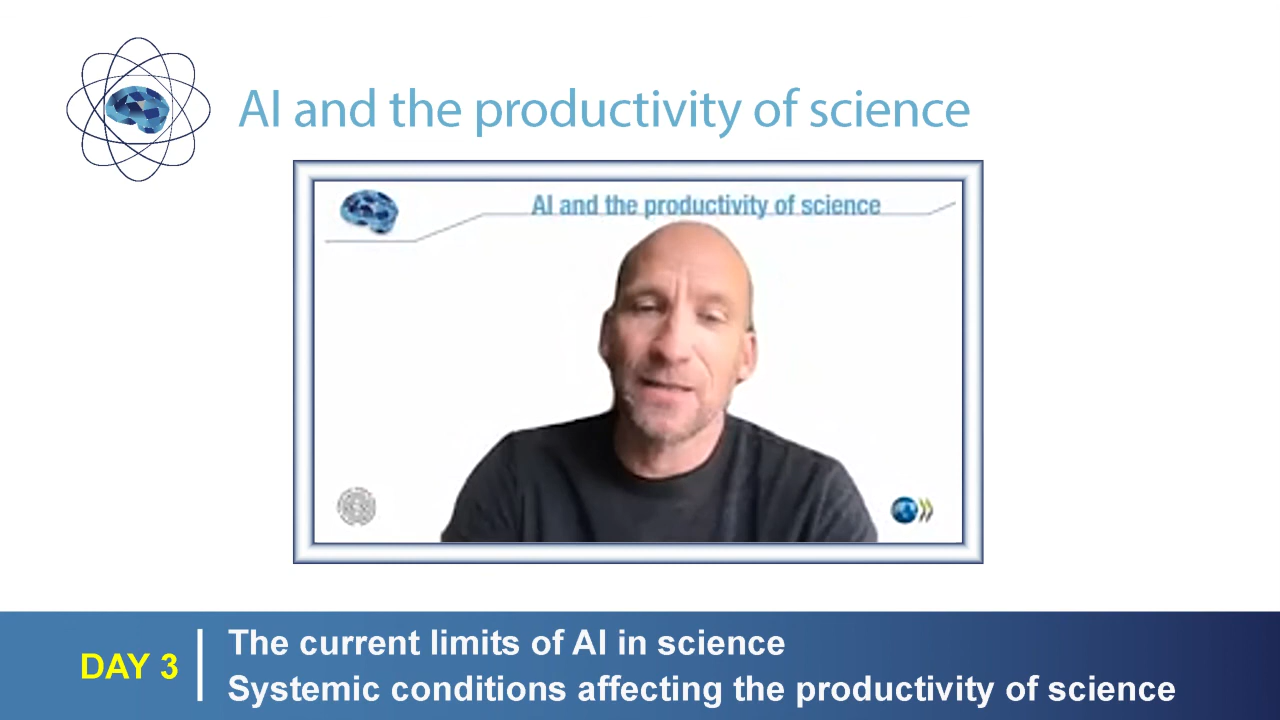 AI and the productivity of science
AI and the productivity of science
DAY 3
The current limits of AI in science
Systemic conditions affecting the productivity of science